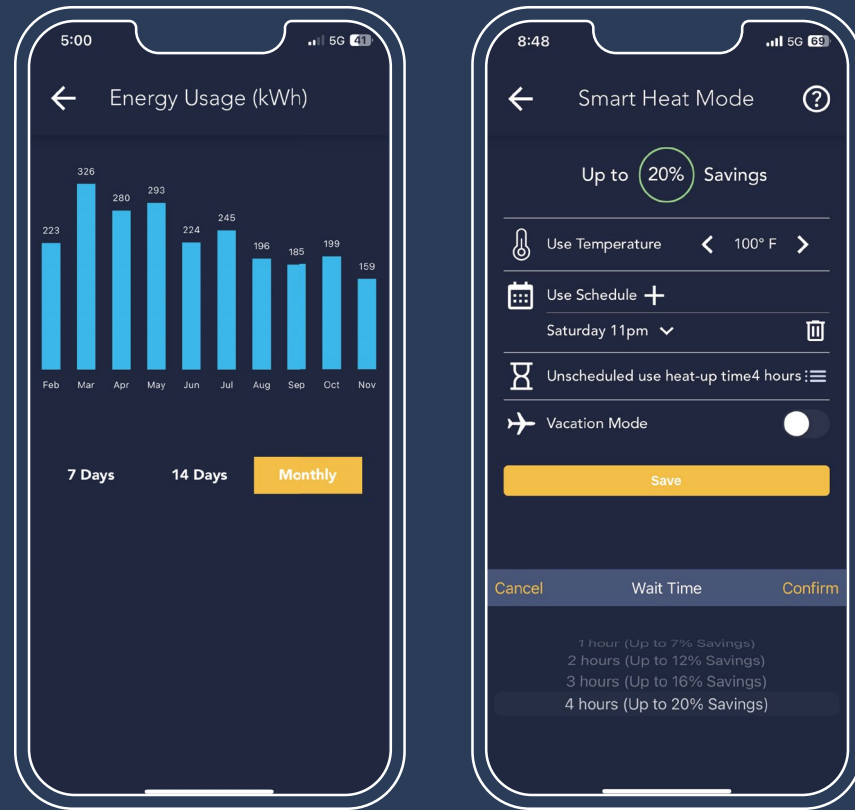 5:00
5G 41
Energy Usage (kWh)
223
326
280
293
224
245
196
185
199
159
Feb Mar Apr May Jun Jul Aug Sep Oct Nov
7 Days 14 Days Monthly
8:48
5G 69
Smart Heat Mode ?
Up to 20% Savings
Use Temperature 100° F
Use Schedule
Saturday 11pm
Unscheduled use heat-up time4 hours
Vacation Mode
Save
Cancel Wait Time Confirm
1 hour (Up to 7% Savings)
2 hours (Up to 12% Savings)
3 hours (Up to 16% Savings)
4 hours (Up to 20% Savings)